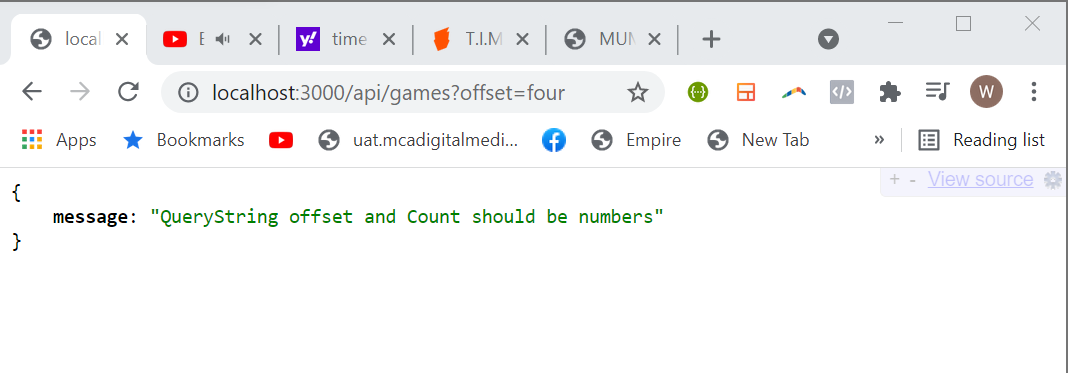 local
E
time
T.I.M
MUM
localhost:3000/api/games?offset=four
W
Apps
Bookmarks
uat.mcadigitalmedi...
Empire
New Tab
»
Reading list
+ - View source
{
message: "QueryString offset and Count should be numbers"
}